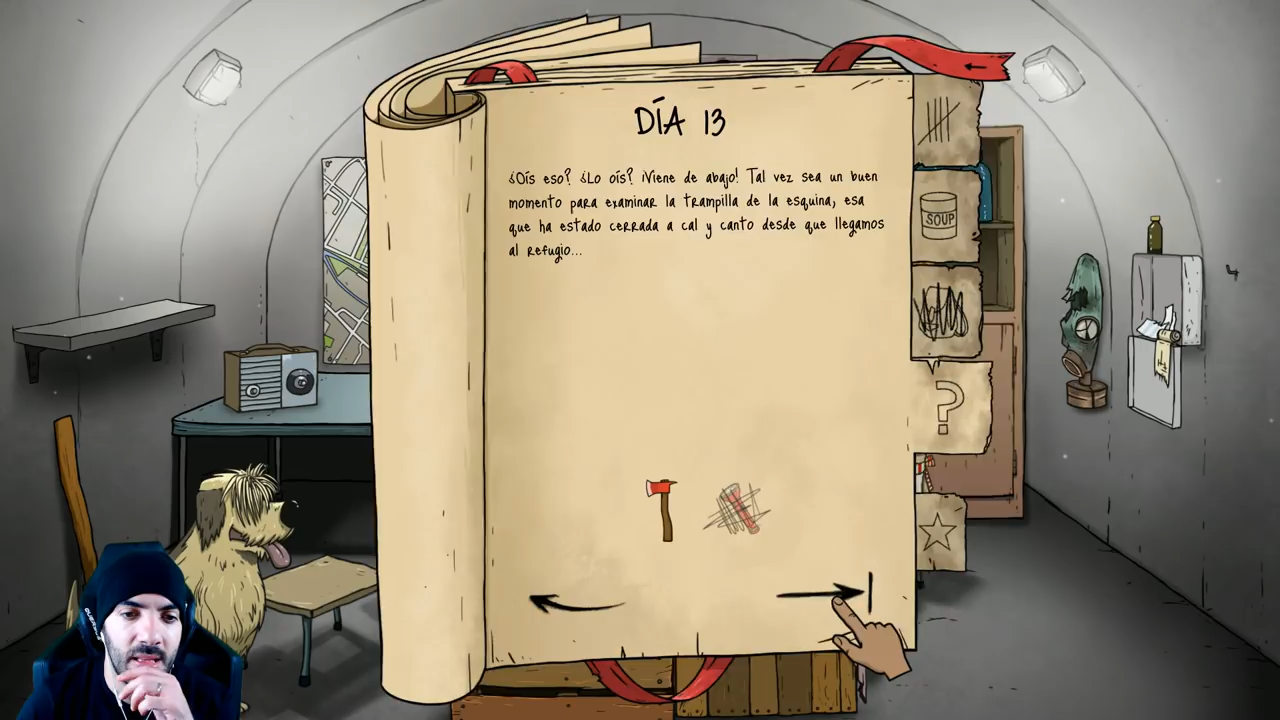 DÍA 13
¿Oís eso? ¿Lo oís? ¡Viene de abajo! Tal vez sea un buen
momento para examinar la trampilla de la esquina, esa
que ha estado cerrada a cal y canto desde que llegamos
al refugio...
SOUP